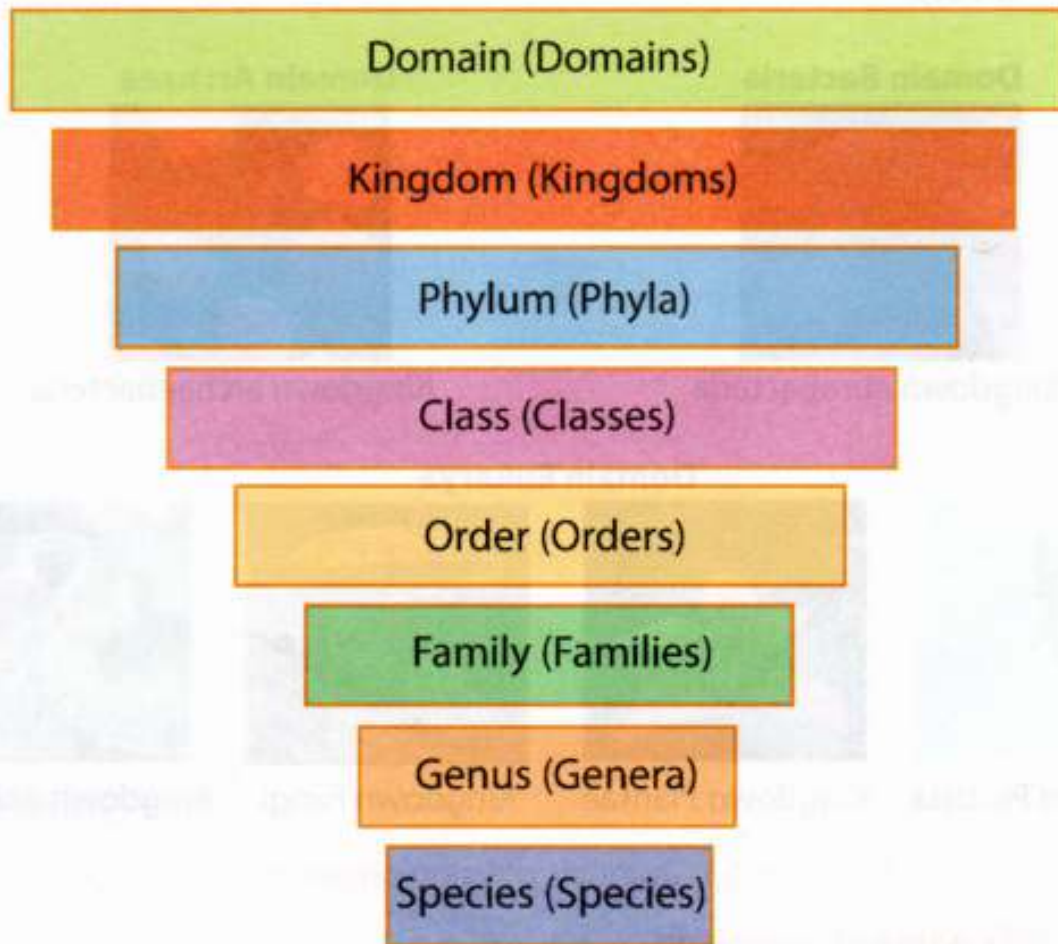 Domain (Domains)
Kingdom (Kingdoms)
Phylum (Phyla)
Class (Classes)
Order (Orders)
Family (Families)
Genus (Genera)
Species (Species)